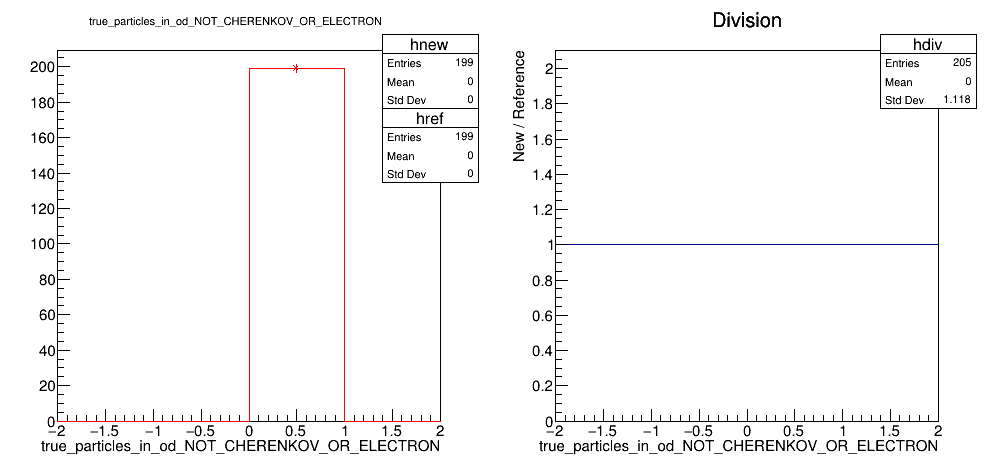 true_particles_in_od_NOT_CHERENKOV_OR_ELECTRON
hnew
Entries 199
Mean 0
Std Dev 0
href
Entries 199
Mean 0
Std Dev 0
200
180
160
140
120
100
80
60
40
20
0
−2 −1.5 −1 −0.5 0 0.5 1 1.5 2
true_particles_in_od_NOT_CHERENKOV_OR_ELECTRON
Division
hdiv
Entries 205
Mean 0
Std Dev 1.118
New / Reference
2
1.8
1.6
1.4
1.2
1
0.8
0.6
0.4
0.2
0
−2 −1.5 −1 −0.5 0 0.5 1 1.5 2
true_particles_in_od_NOT_CHERENKOV_OR_ELECTRON